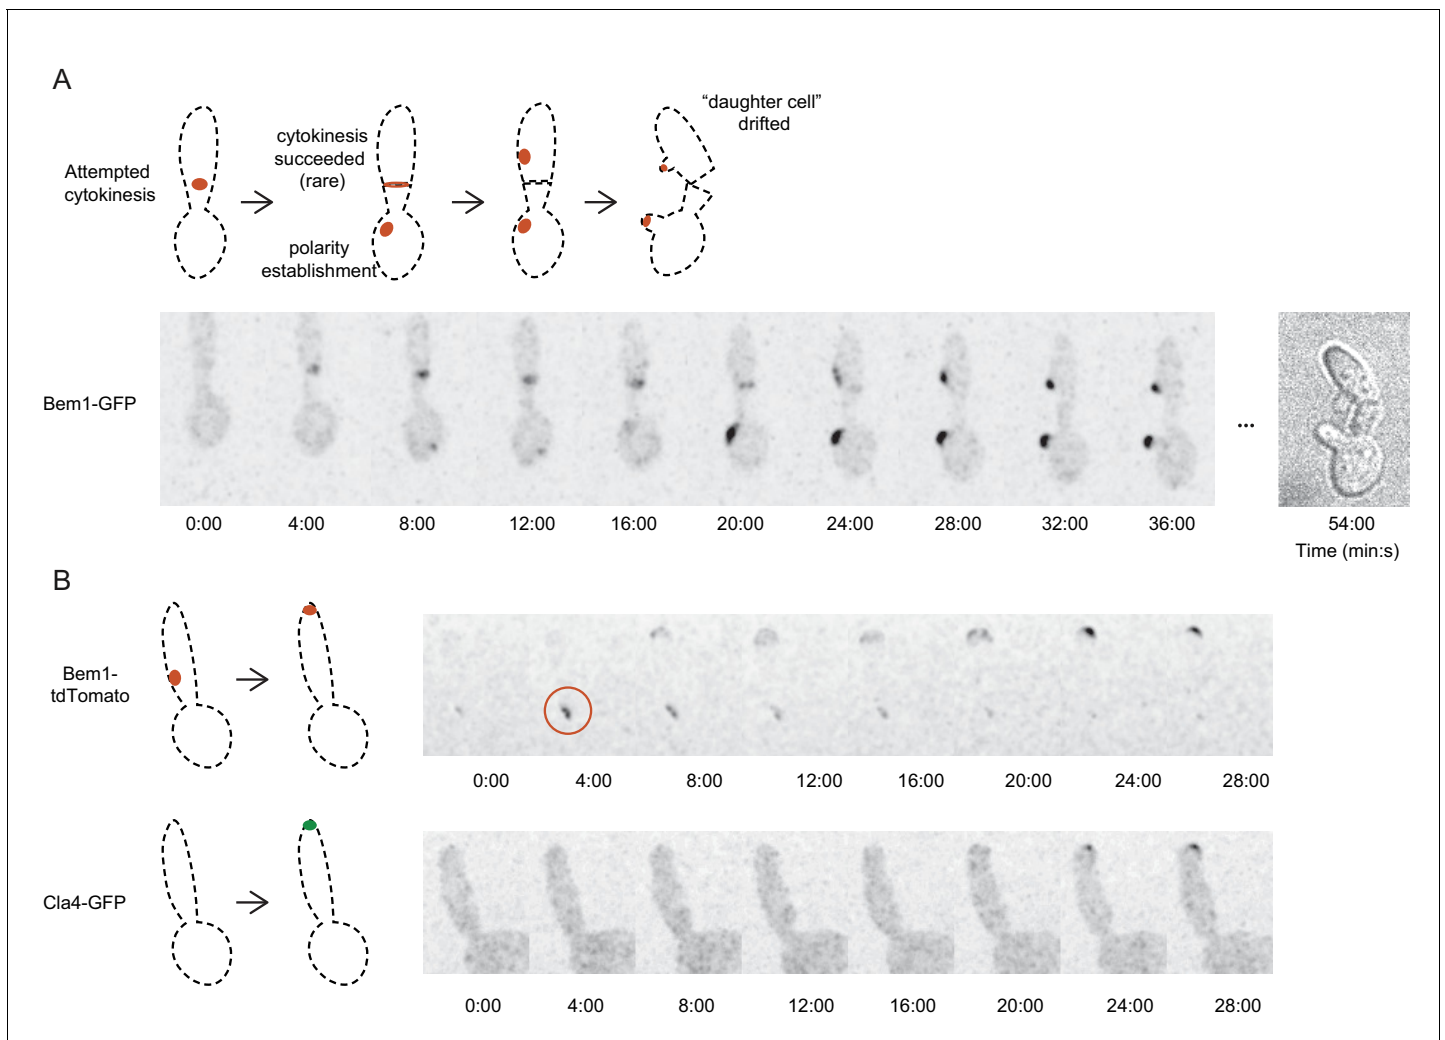 A
Attempted
cytokinesis
cytokinesis
succeeded
(rare)
polarity
establishment
“daughter cell”
drifted
Bem1-GFP
...
0:00 4:00 8:00 12:00 16:00 20:00 24:00 28:00 32:00 36:00 54:00
Time (min:s)
B
Bem1-
tdTomato
0:00 4:00 8:00 12:00 16:00 20:00 24:00 28:00
Cla4-GFP
0:00 4:00 8:00 12:00 16:00 20:00 24:00 28:00